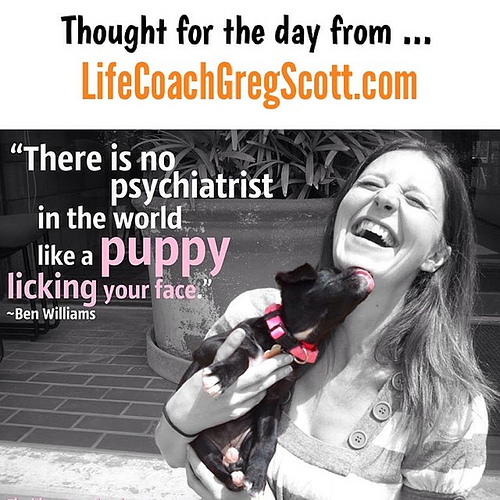 Thought for the day from ...
LifeCoachGregScott.com
“There is no
psychiatrist
in the world
like a puppy
licking your face.”
~Ben Williams